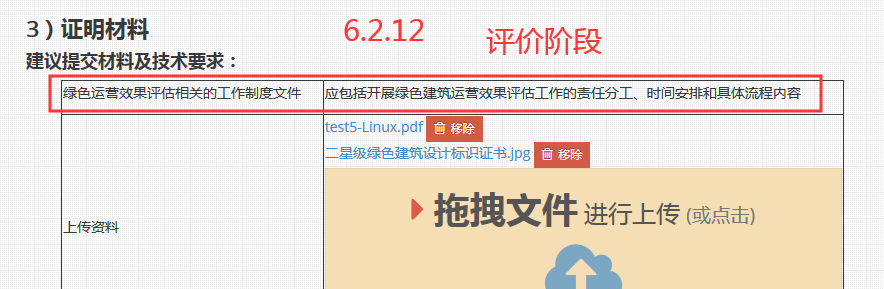 3）证明材料
6.2.12
评价阶段
建议提交材料及技术要求：
绿色运营效果评估相关的工作制度文件
应包括开展绿色建筑运营效果评估工作的责任分工、时间安排和具体流程内容
test5-Linux.pdf 移除
二星级绿色建筑设计标识证书.jpg 移除
上传资料
拖拽文件 进行上传 (或点击)